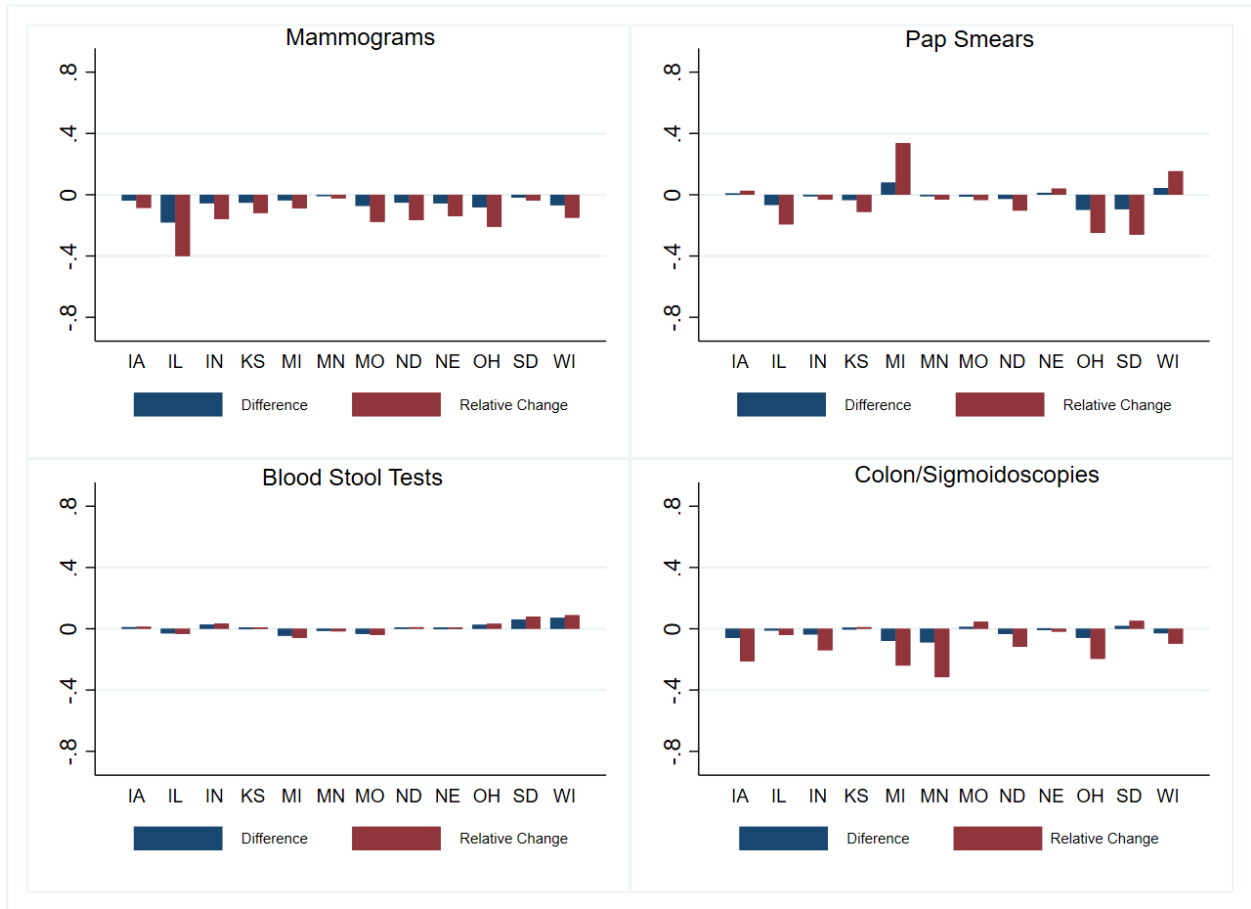 Mammograms
.8
.4
0
-.4
-.8
IA IL IN KS MI MN MO ND NE OH SD WI
Difference Relative Change
Pap Smears
.8
.4
0
-.4
-.8
IA IL IN KS MI MN MO ND NE OH SD WI
Difference Relative Change
Blood Stool Tests
.8
.4
0
-.4
-.8
IA IL IN KS MI MN MO ND NE OH SD WI
Difference Relative Change
Colon/Sigmoidoscopies
.8
.4
0
-.4
-.8
IA IL IN KS MI MN MO ND NE OH SD WI
Diference Relative Change